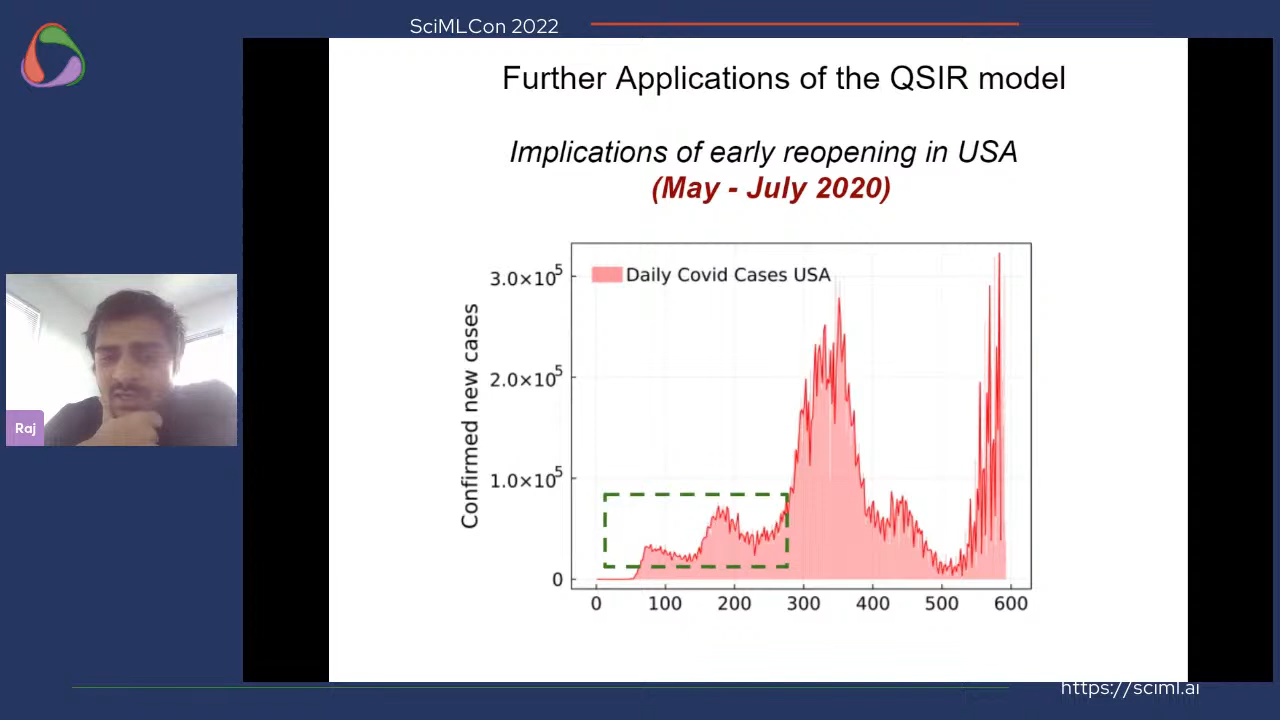 SciMLCon 2022
Further Applications of the QSIR model
Implications of early reopening in USA
(May - July 2020)
Daily Covid Cases USA
Confirmed new cases
3.0×10⁵
2.0×10⁵
1.0×10⁵
0
0 100 200 300 400 500 600
Raj
https://sciml.ai